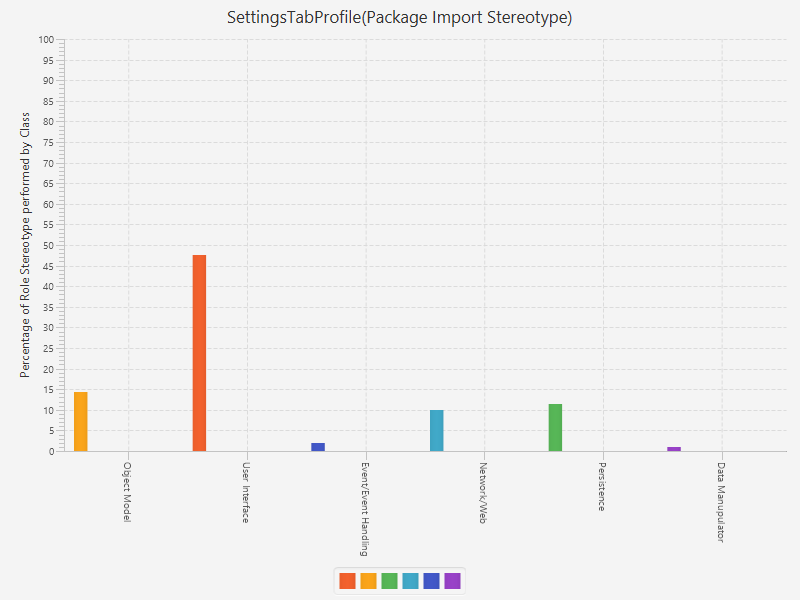 SettingsTabProfile(Package Import Stereotype)
Percentage of Role Stereotype performed by Class
100
95
90
85
80
75
70
65
60
55
50
45
40
35
30
25
20
15
10
5
0
Object Model
User Interface
Event/Event Handling
Network/Web
Persistence
Data Manupulator